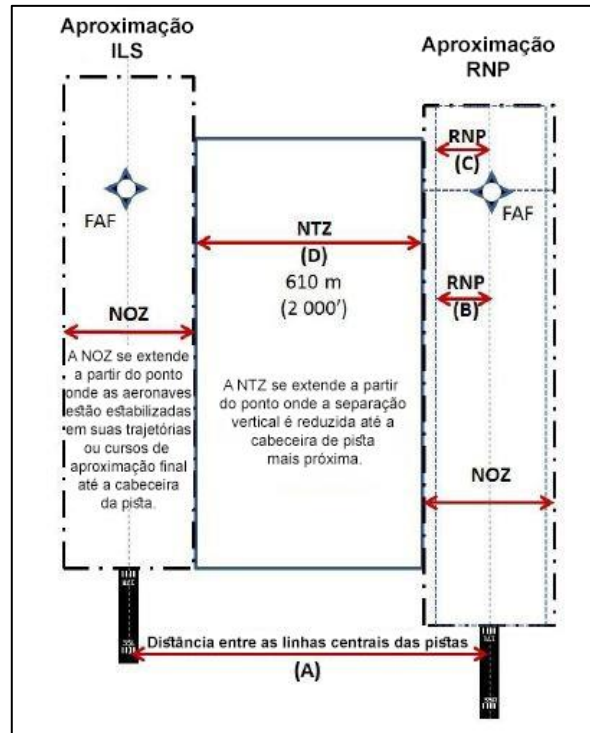 Aproximação
ILS
Aproximação
RNP
RNP
(C)
FAF
FAF
NTZ
(D)
610 m
(2 000′)
RNP
(B)
NOZ
A NOZ se extende
a partir do ponto
onde as aeronaves
estão estabilizadas
em suas trajetórias
ou cursos de
aproximação final
até a cabeceira
da pista.
A NTZ se extende a partir
do ponto onde a separação
vertical é reduzida até a
cabeceira de pista
mais próxima.
NOZ
Distância entre as linhas centrais das pistas
(A)